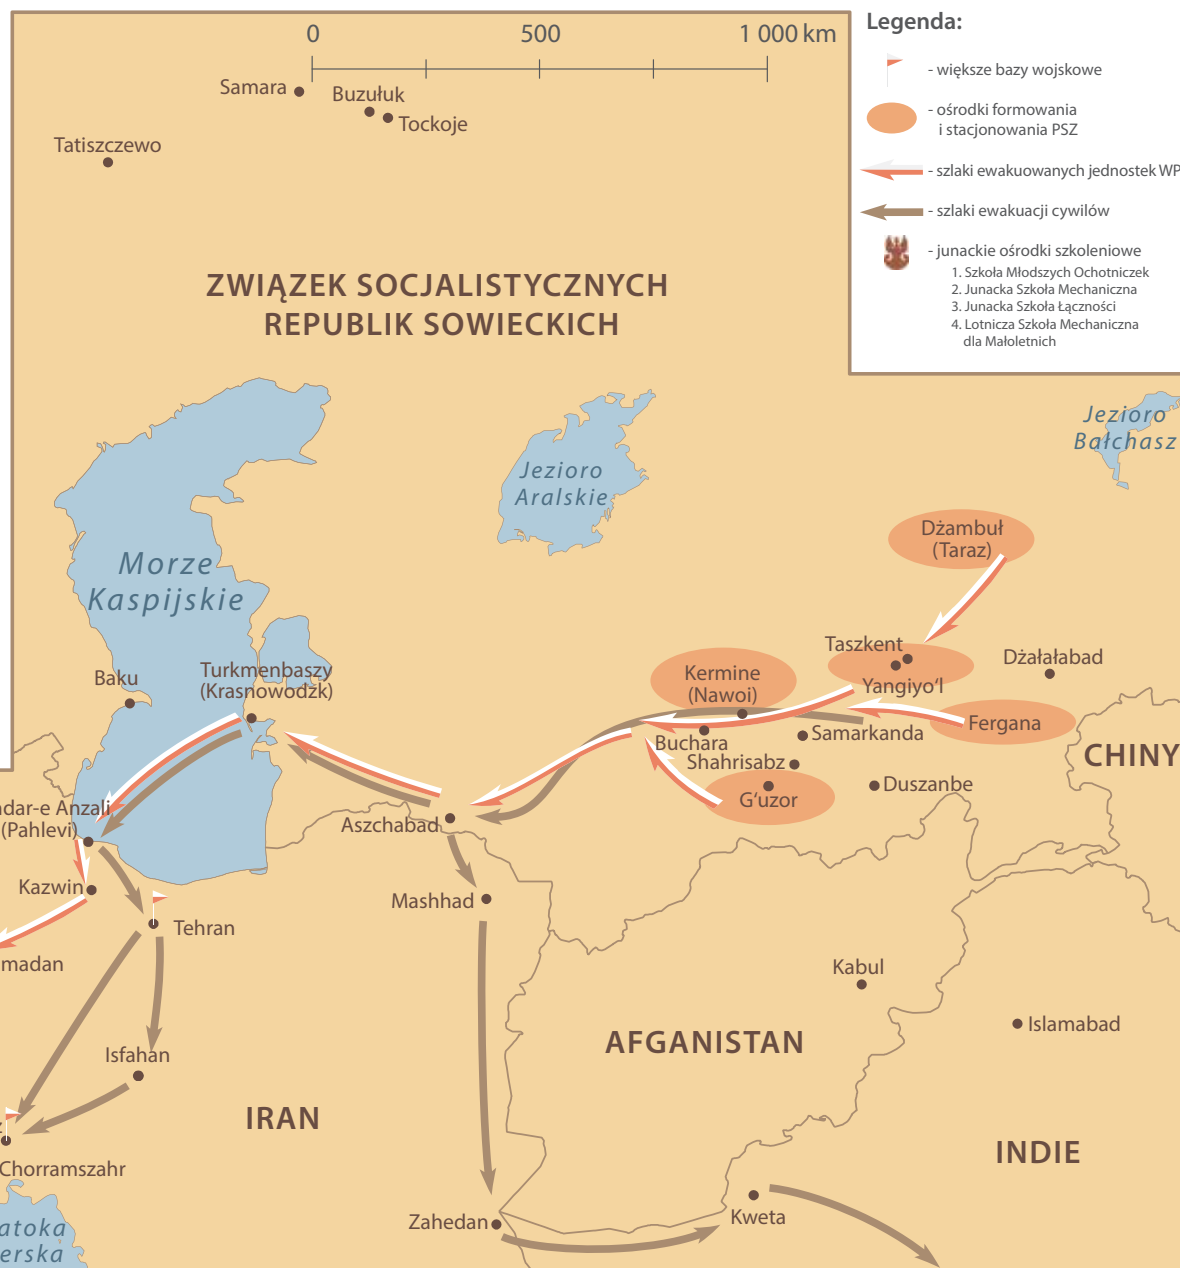 0 500 1 000 km
Legenda:
- większe bazy wojskowe
- ośrodki formowania
i stacjonowania PSZ
- szlaki ewakuowanych jednostek WP
- szlaki ewakuacji cywilów
- junackie ośrodki szkoleniowe
1. Szkoła Młodszych Ochotniczek
2. Junacka Szkoła Mechaniczna
3. Junacka Szkoła Łączności
4. Lotnicza Szkoła Mechaniczna
dla Małoletnich
Samara
Buzułuk
Tockoje
Tatiszczewo
ZWIĄZEK SOCJALISTYCZNYCH
REPUBLIK SOWIECKICH
Jezioro
Bałchasz
Jezioro
Aralskie
Morze
Kaspijskie
Dżambuł
(Taraz)
Taszkent
Yangiyo‘l
Dżałałabad
Kermine
(Nawoi)
Baku
Turkmenbaszy
(Krasnowodzk)
Fergana
Samarkanda
Buchara
Shahrisabz
CHINY
G‘uzor
Duszanbe
dar-e Anzali
(Pahlevi)
Aszchabad
Kazwin
Mashhad
Tehran
madan
Kabul
Islamabad
AFGANISTAN
Isfahan
IRAN
INDIE
Chorramszahr
Zahedan
Kweta
atoka
erska